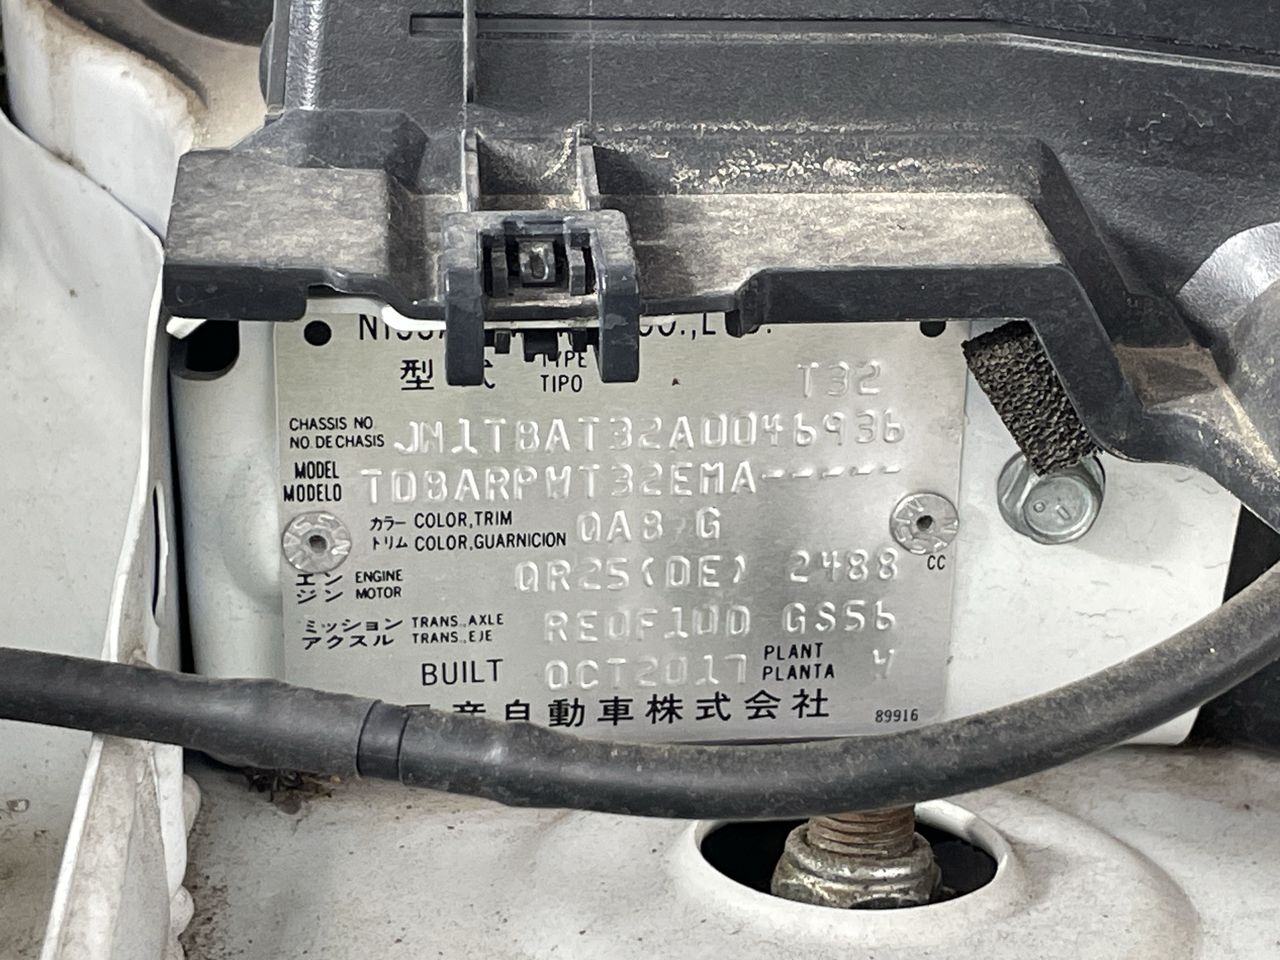 型 式 TYPE TIPO T32
CHASSIS NO.
NO. DE CHASIS JN1TBAT32A0046936
MODEL
MODELO TDBARPWT32EMA-----
カラー COLOR,TRIM
トリム COLOR,GUARNICION QAB G
エン ENGINE
ジン MOTOR QR25(DE) 2488 CC
ミッション TRANS.,AXLE
アクスル TRANS.,EJE RE0F10D GS56
BUILT OCT2017 PLANT
PLANTA W
日産自動車株式会社 89916